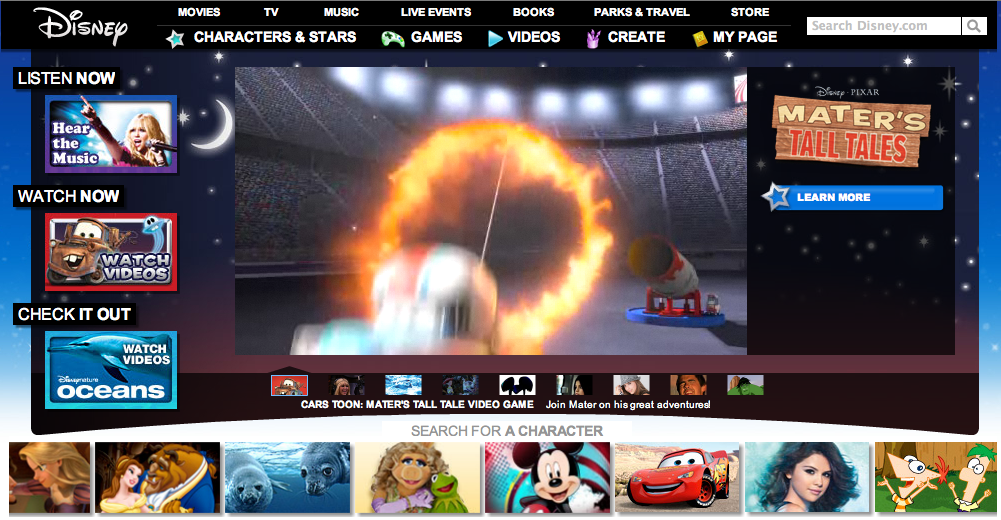 Disney
MOVIES TV MUSIC LIVE EVENTS BOOKS PARKS & TRAVEL STORE
CHARACTERS & STARS GAMES VIDEOS CREATE MY PAGE
Search Disney.com
LISTEN NOW
Hear
the
Music
WATCH NOW
WATCH
VIDEOS
CHECK IT OUT
WATCH
VIDEOS
Disneynature
oceans
Disney · PIXAR
MATER'S
TALL TALES
LEARN MORE
CARS TOON: MATER'S TALL TALE VIDEO GAME Join Mater on his great adventures!
SEARCH FOR A CHARACTER